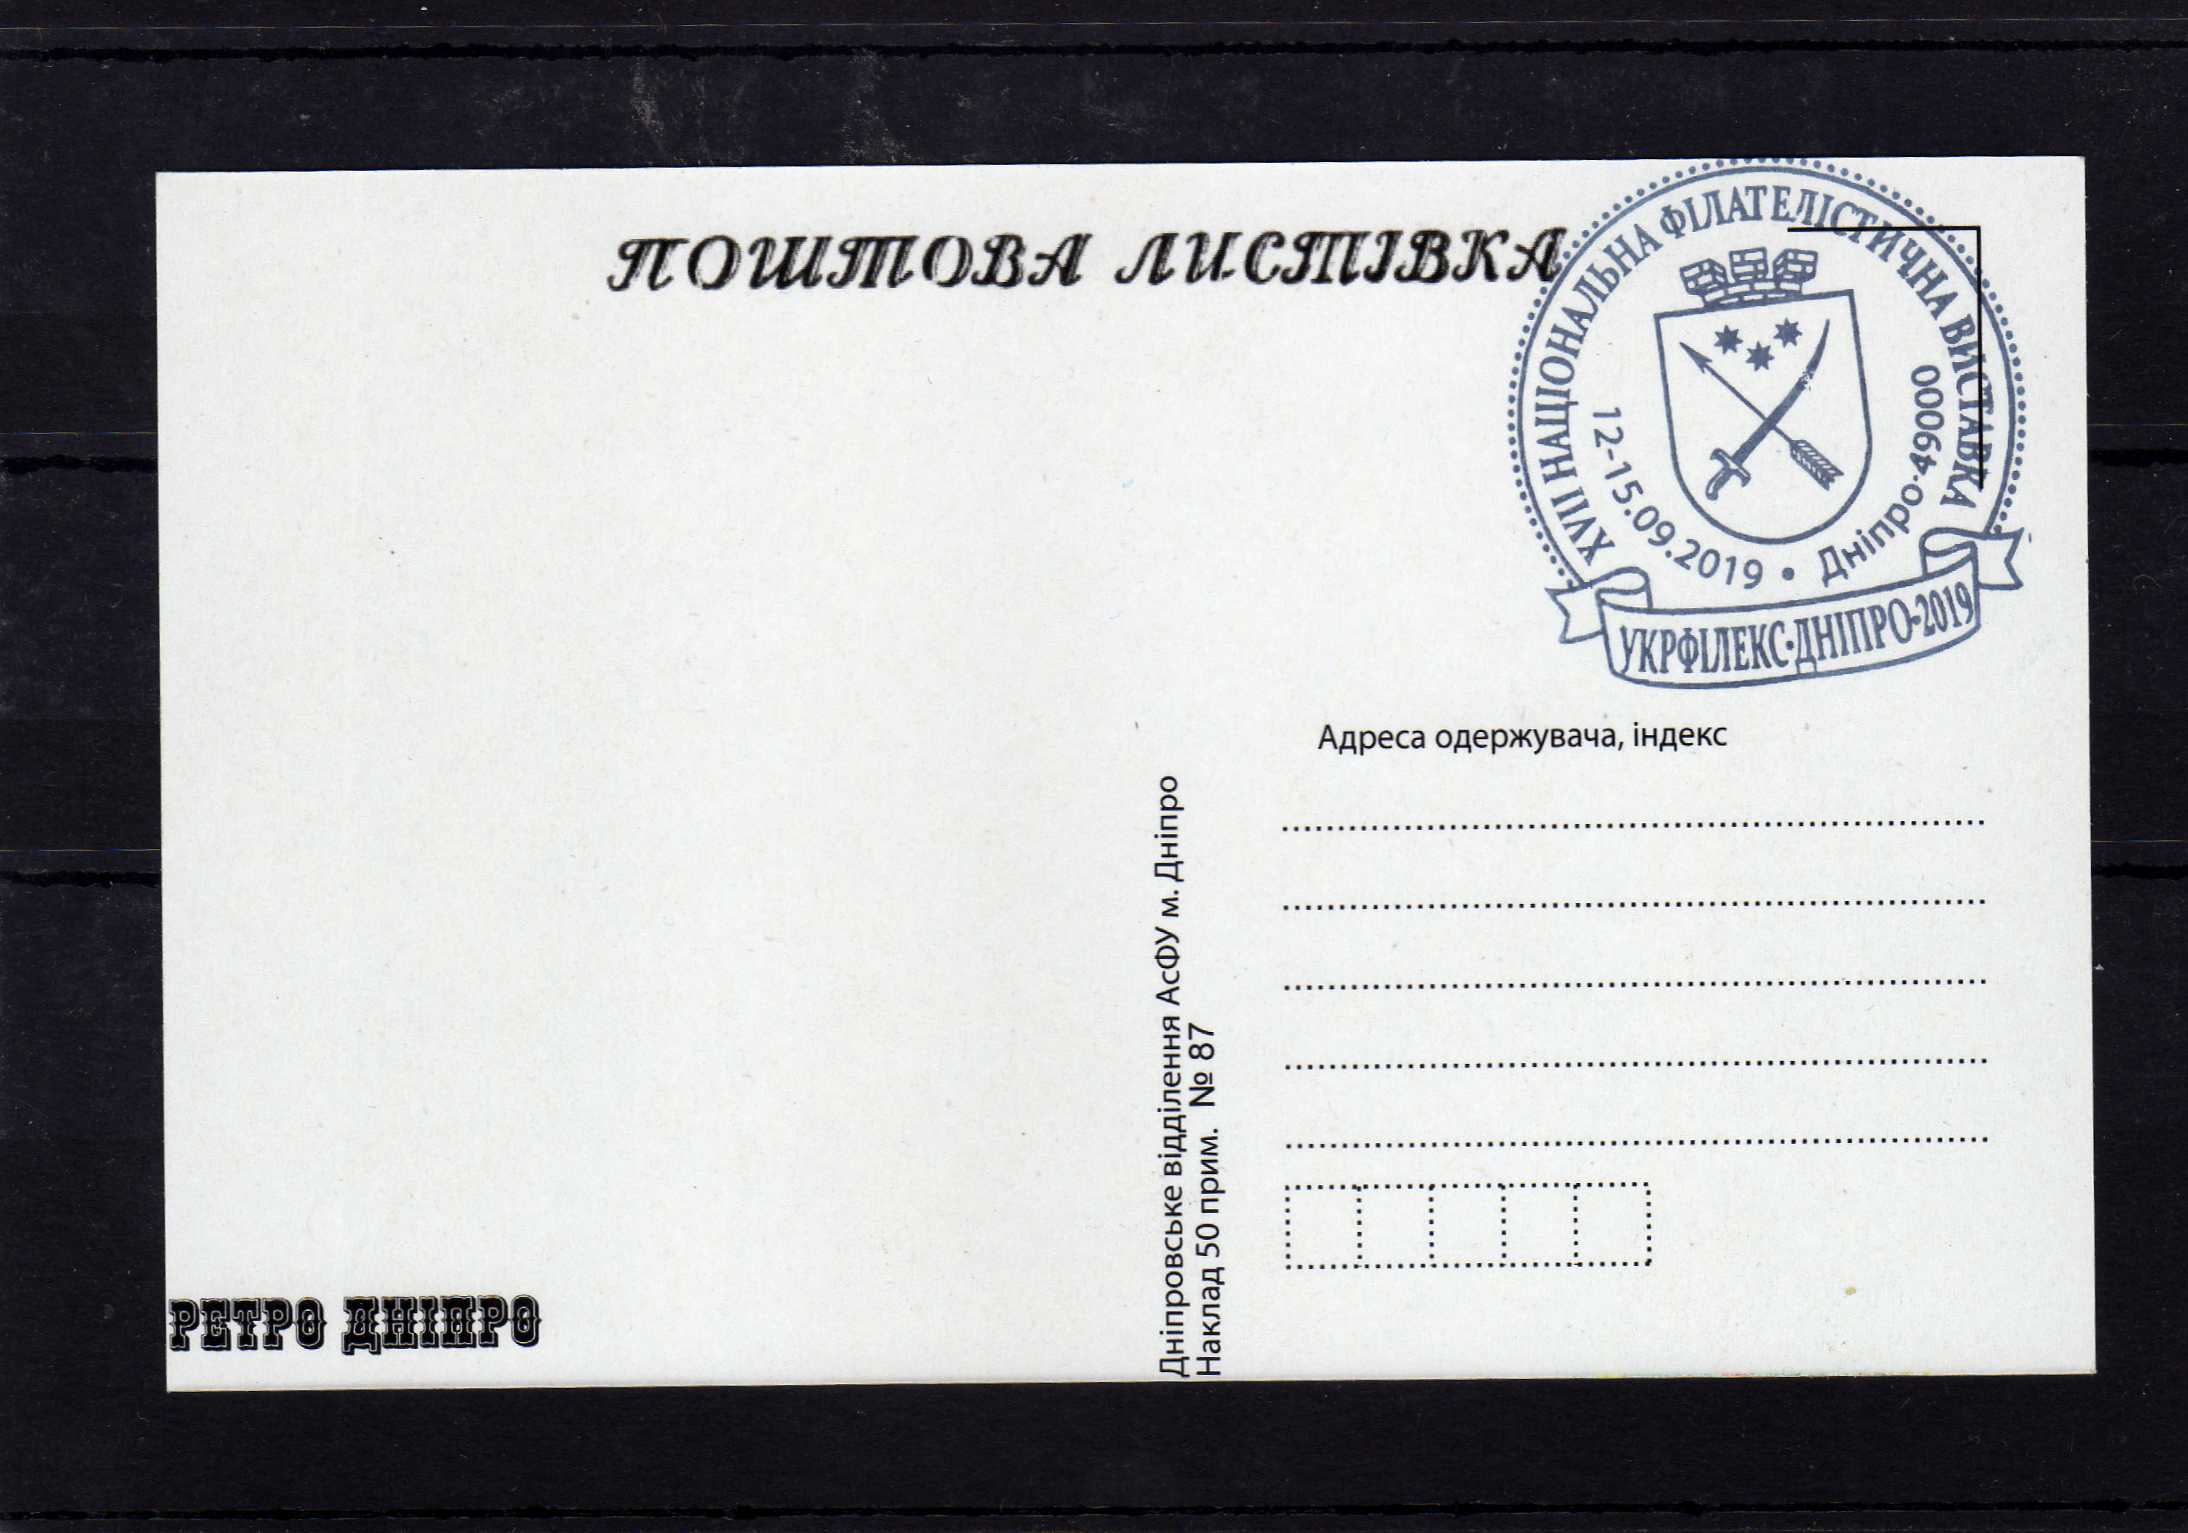 ПОШТОВА ЛИСТІВКА
XVII НАЦІОНАЛЬНА ФІЛАТЕЛІСТИЧНА ВИСТАВКА
12-15.09.2019 • Дніпро-49000
УКРФІЛЕКС·ДНІПРО-2019
Адреса одержувача, індекс
Дніпровське відділення АсФУ м. Дніпро
Наклад 50 прим. № 87
РЕТРО ДНІПРО